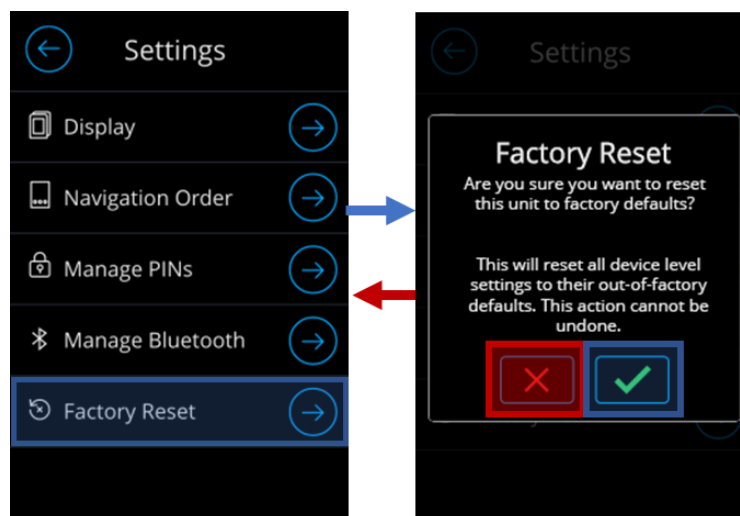 Settings
Display
Navigation Order
Manage PINs
Manage Bluetooth
Factory Reset
Settings
Factory Reset
Are you sure you want to reset
this unit to factory defaults?
This will reset all device level
settings to their out-of-factory
defaults. This action cannot be
undone.